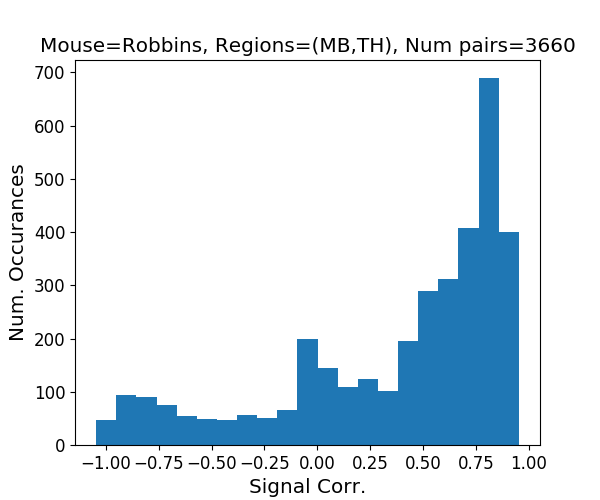 Mouse=Robbins, Regions=(MB,TH), Num pairs=3660
Num. Occurances
700
600
500
400
300
200
100
0
−1.00 −0.75 −0.50 −0.25 0.00 0.25 0.50 0.75 1.00
Signal Corr.